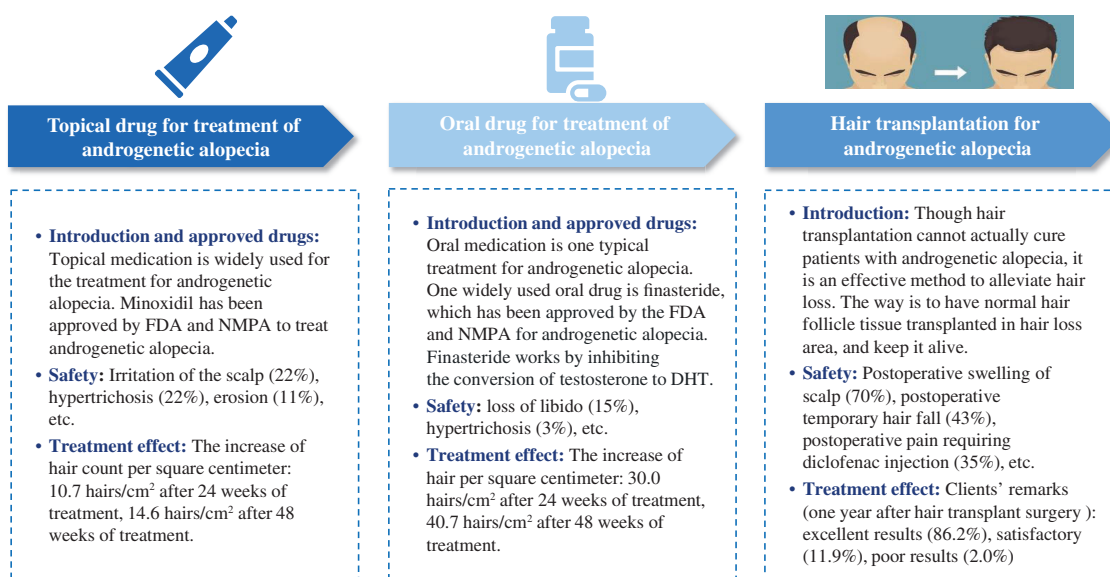 Topical drug for treatment of
androgenetic alopecia
• Introduction and approved drugs:
Topical medication is widely used for
the treatment for androgenetic
alopecia. Minoxidil has been
approved by FDA and NMPA to treat
androgenetic alopecia.
• Safety: Irritation of the scalp (22%),
hypertrichosis (22%), erosion (11%),
etc.
• Treatment effect: The increase of
hair count per square centimeter:
10.7 hairs/cm² after 24 weeks of
treatment, 14.6 hairs/cm² after 48
weeks of treatment.
Oral drug for treatment of
androgenetic alopecia
• Introduction and approved drugs:
Oral medication is one typical
treatment for androgenetic alopecia.
One widely used oral drug is finasteride,
which has been approved by the FDA
and NMPA for androgenetic alopecia.
Finasteride works by inhibiting
the conversion of testosterone to DHT.
• Safety: loss of libido (15%),
hypertrichosis (3%), etc.
• Treatment effect: The increase of
hair per square centimeter: 30.0
hairs/cm² after 24 weeks of treatment,
40.7 hairs/cm² after 48 weeks of
treatment.
Hair transplantation for
androgenetic alopecia
• Introduction: Though hair
transplantation cannot actually cure
patients with androgenetic alopecia, it
is an effective method to alleviate hair
loss. The way is to have normal hair
follicle tissue transplanted in hair loss
area, and keep it alive.
• Safety: Postoperative swelling of
scalp (70%), postoperative
temporary hair fall (43%),
postoperative pain requiring
diclofenac injection (35%), etc.
• Treatment effect: Clients' remarks
(one year after hair transplant surgery ):
excellent results (86.2%), satisfactory
(11.9%), poor results (2.0%)